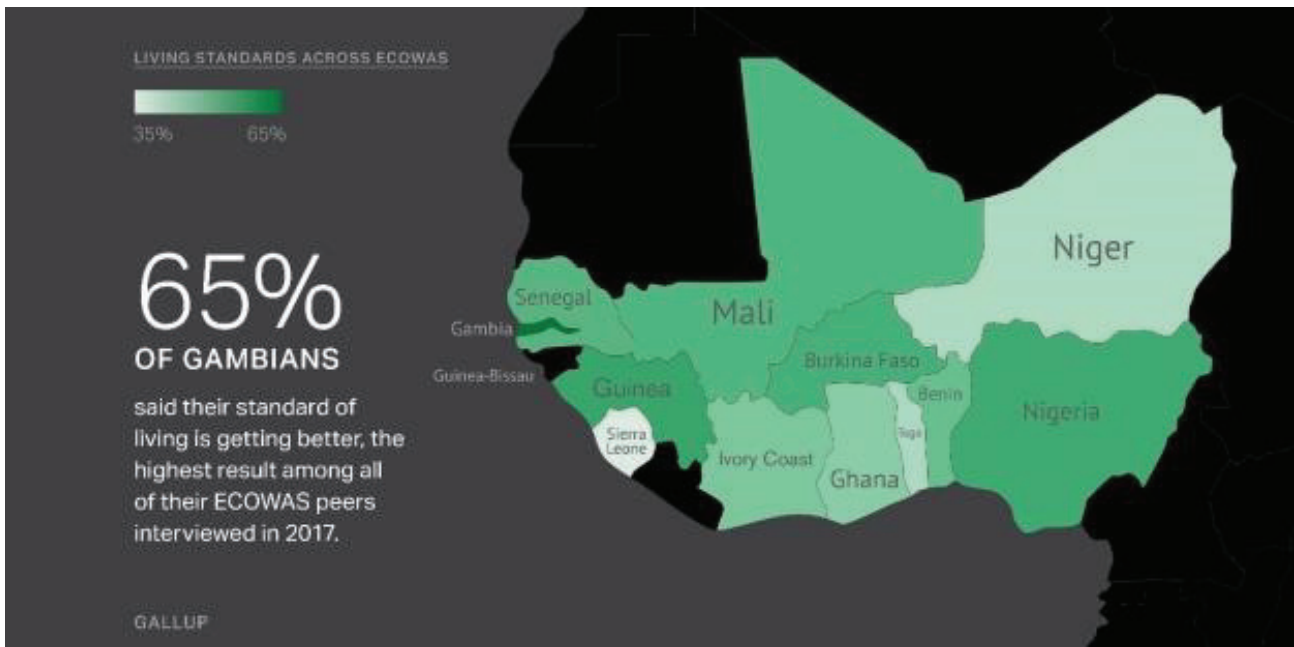 LIVING STANDARDS ACROSS ECOWAS
35% 65%
65%
OF GAMBIANS
said their standard of
living is getting better, the
highest result among all
of their ECOWAS peers
interviewed in 2017.
GALLUP
Niger
Senegal
Mali
Gambia
Burkina Faso
Guinea-Bissau
Guinea
Benin
Nigeria
Togo
Sierra
Leone
Ivory Coast
Ghana